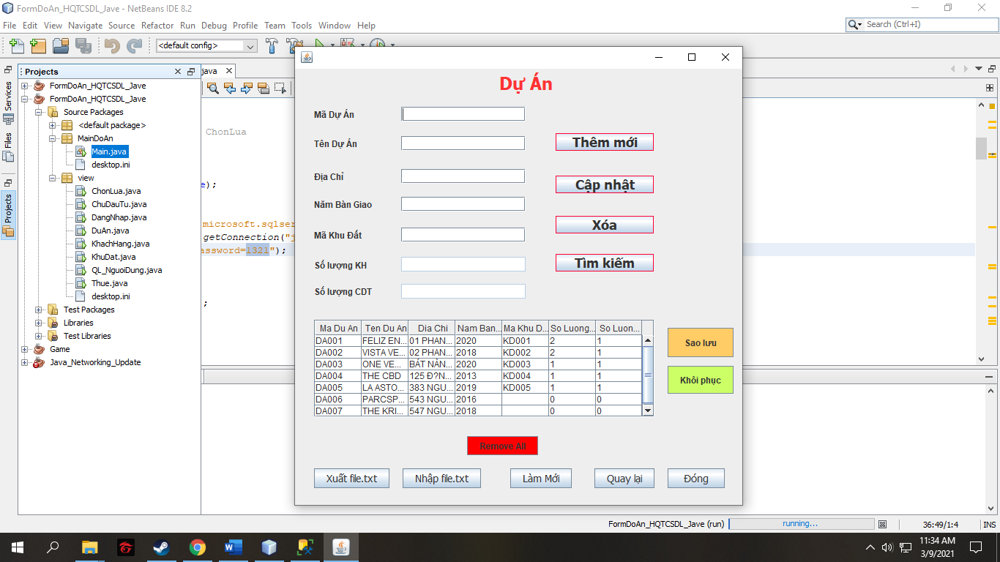 FormDoAn_HQTCSDL_Jave - NetBeans IDE 8.2
File Edit View Navigate Source Refactor Run Debug Profile Team Tools Window Help
Search (Ctrl+I)
<default config>
Projects
java
Services
Files
Projects
FormDoAn_HQTCSDL_Jave
FormDoAn_HQTCSDL_Jave
Source Packages
<default package>
MainDoAn
Main.java
desktop.ini
view
ChonLua.java
ChuDauTu.java
DangNhap.java
DuAn.java
KhachHang.java
KhuDat.java
QL_NguoiDung.java
Thue.java
desktop.ini
Test Packages
Libraries
Test Libraries
Game
Java_Networking_Update
ChonLua
e);
microsoft.sqlser
getConnection("j
assword=1321");
;
Dự Án
Mã Dự Án
Tên Dự Án
Địa Chỉ
Năm Bàn Giao
Mã Khu Đất
Số lượng KH
Số lượng CDT
Thêm mới
Cập nhật
Xóa
Tìm kiếm
Ma Du An Ten Du An Dia Chi Nam Ban... Ma Khu D... So Luong... So Luon...
DA001 FELIZ EN... 01 PHAN... 2020 KD001 2 1
DA002 VISTA VE... 02 PHAN... 2018 KD002 2 1
DA003 ONE VE... BÁT NÀN... 2020 KD003 1 1
DA004 THE CBD 125 Đ?N... 2013 KD004 1 1
DA005 LA ASTO... 383 NGU... 2019 KD005 1 1
DA006 PARCSP... 543 NGU... 2016 0 0
DA007 THE KRI... 547 NGU... 2018 0 0
Sao lưu
Khôi phục
Remove All
Xuất file.txt Nhập file.txt Làm Mới Quay lại Đóng
FormDoAn_HQTCSDL_Jave (run) running... 36:49/1:4 INS
11:34 AM
3/9/2021